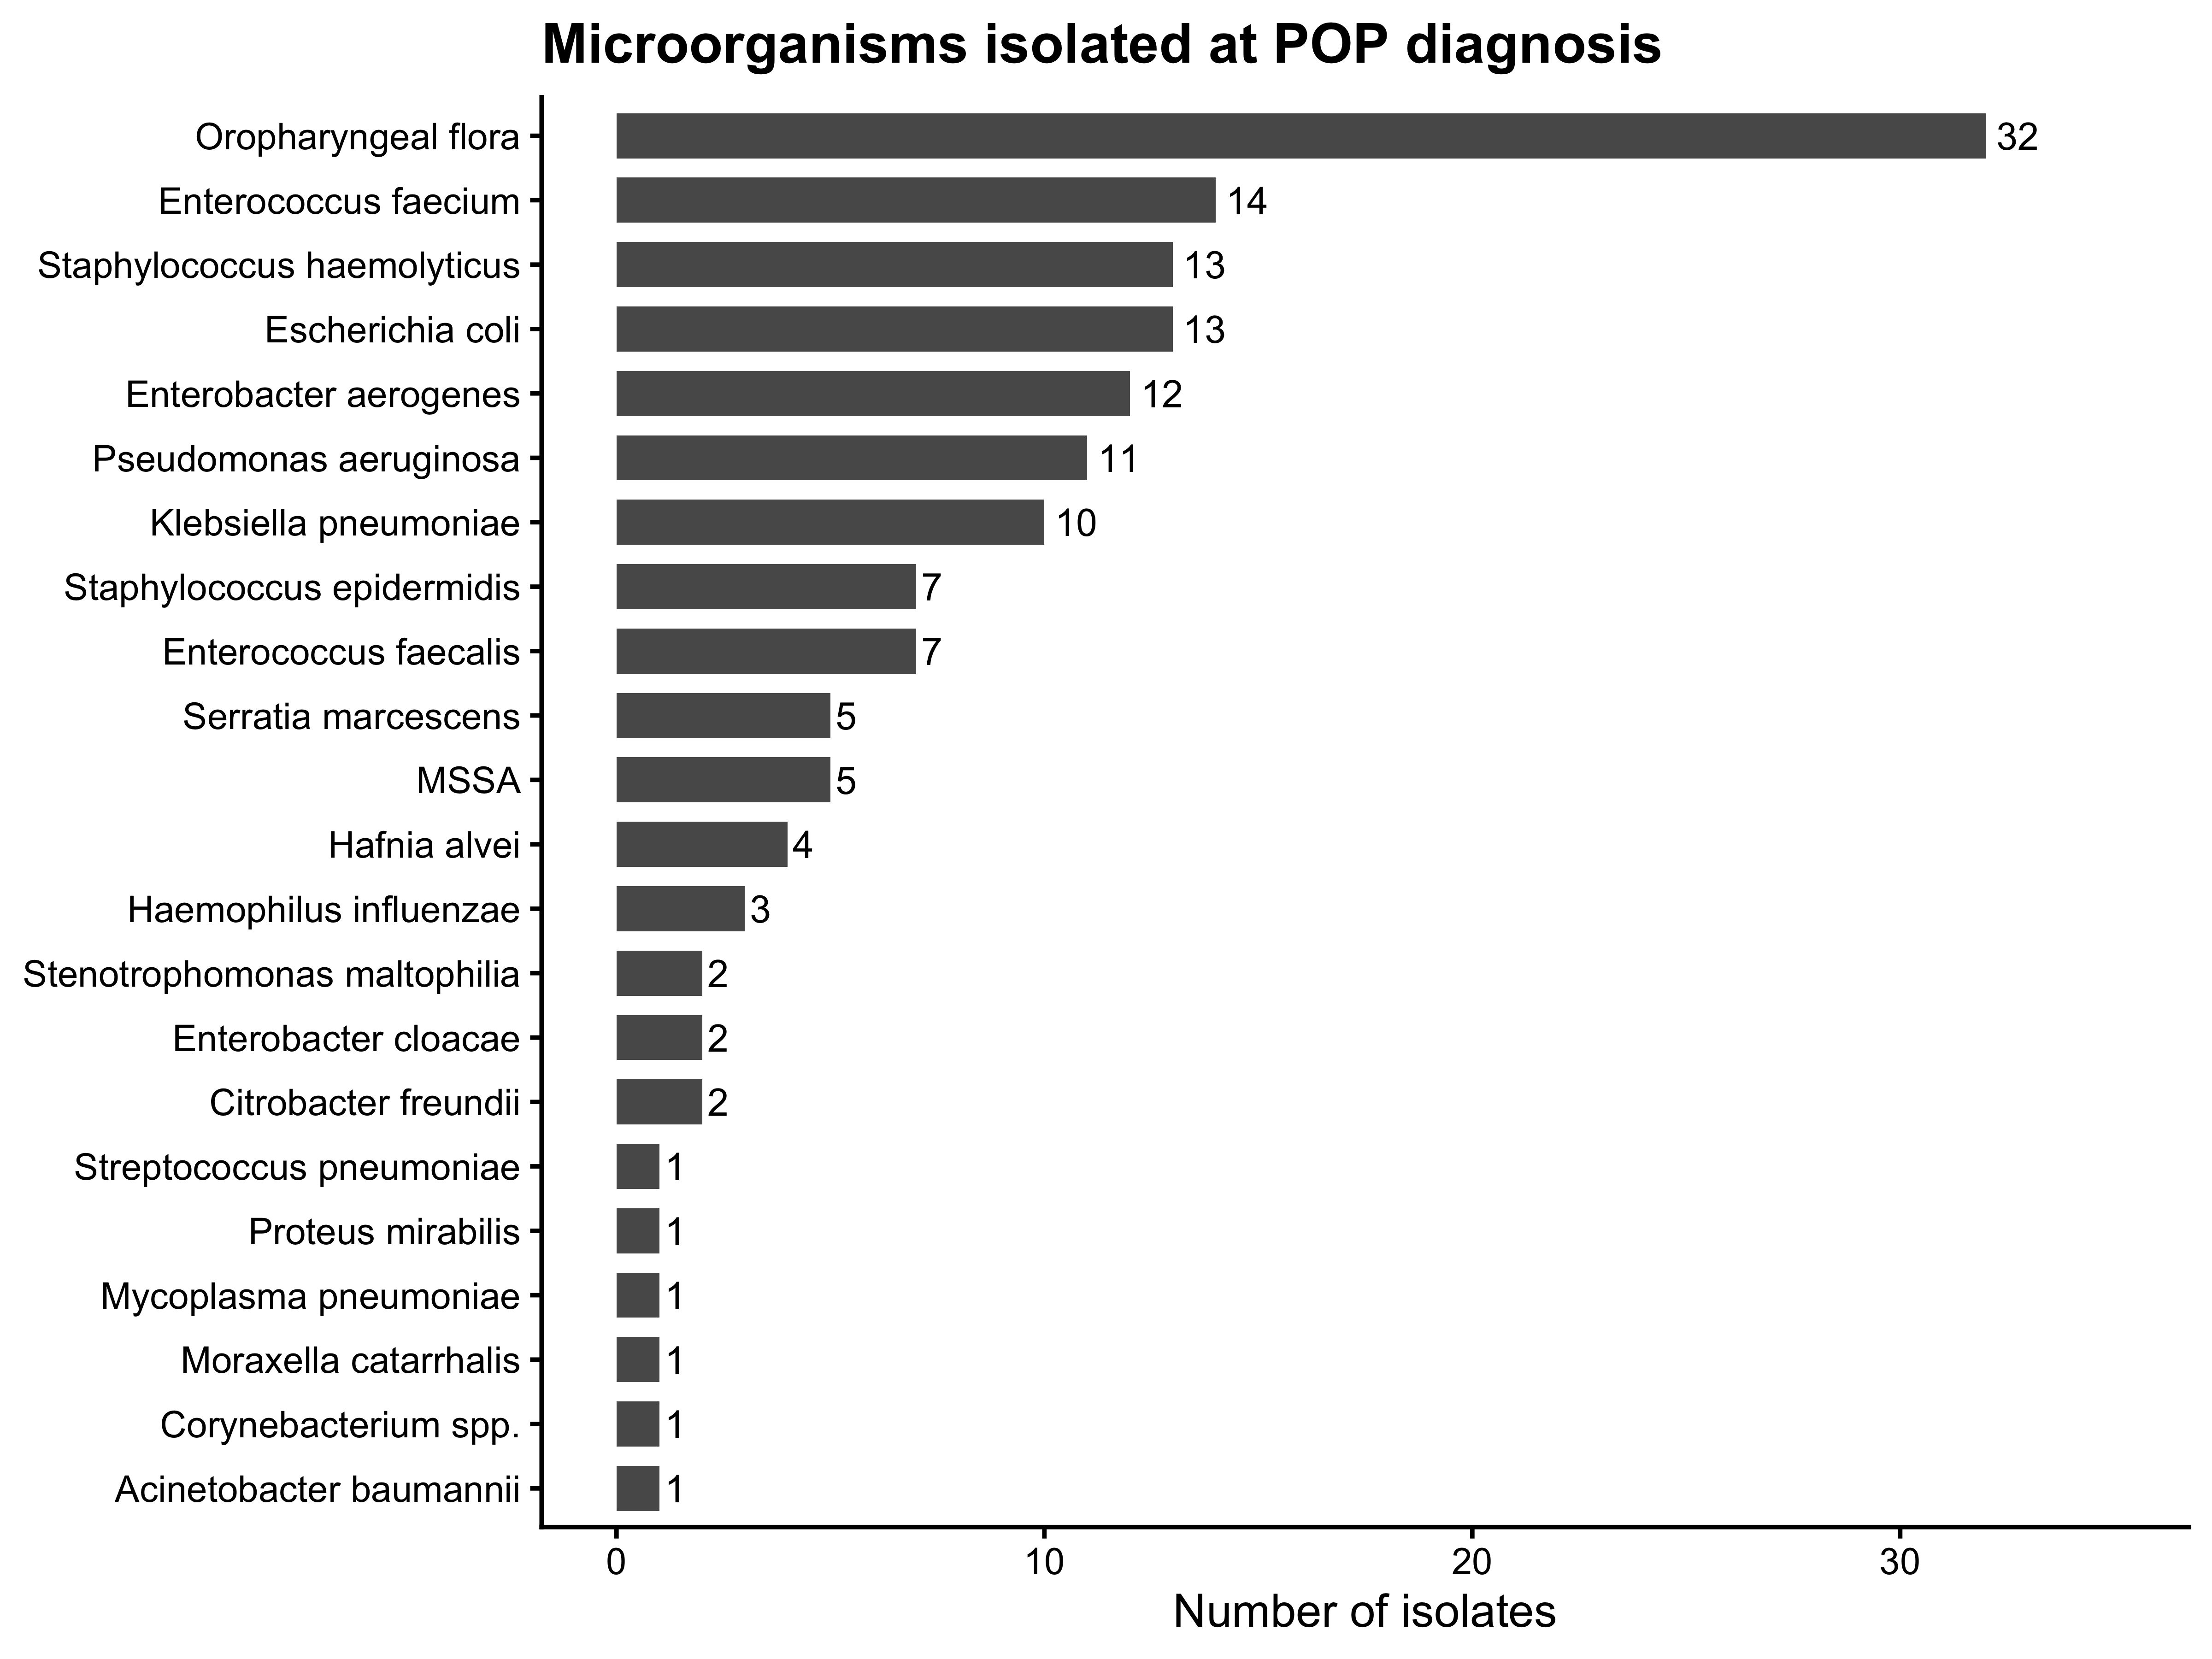 Microorganisms isolated at POP diagnosis
Oropharyngeal flora 32
Enterococcus faecium 14
Staphylococcus haemolyticus 13
Escherichia coli 13
Enterobacter aerogenes 12
Pseudomonas aeruginosa 11
Klebsiella pneumoniae 10
Staphylococcus epidermidis 7
Enterococcus faecalis 7
Serratia marcescens 5
MSSA 5
Hafnia alvei 4
Haemophilus influenzae 3
Stenotrophomonas maltophilia 2
Enterobacter cloacae 2
Citrobacter freundii 2
Streptococcus pneumoniae 1
Proteus mirabilis 1
Mycoplasma pneumoniae 1
Moraxella catarrhalis 1
Corynebacterium spp. 1
Acinetobacter baumannii 1
0 10 20 30
Number of isolates